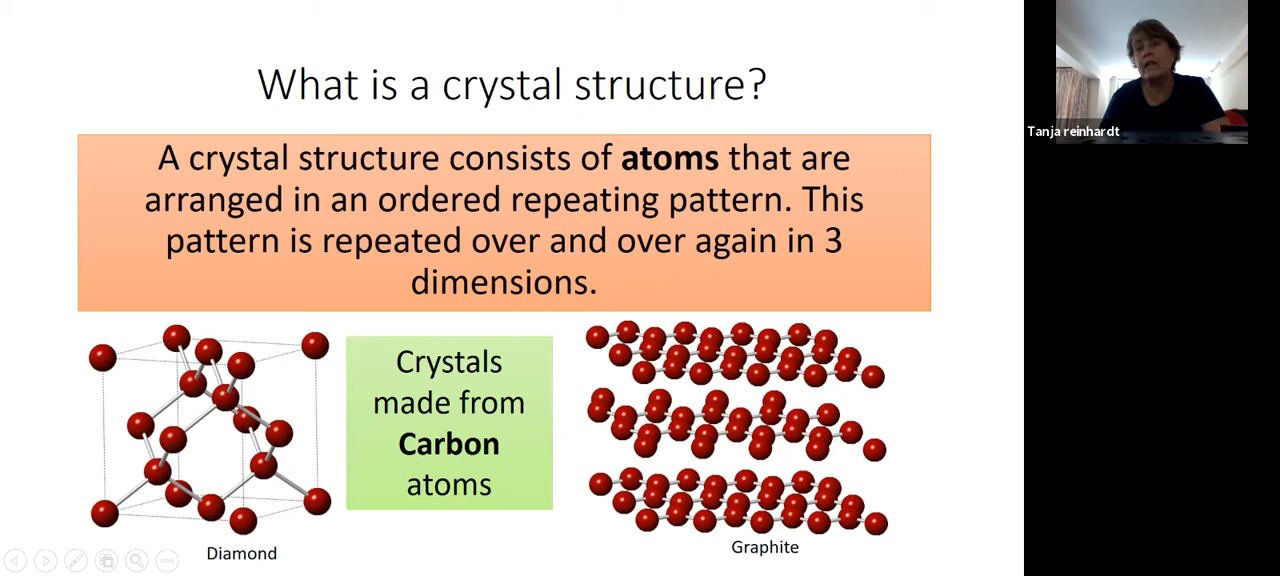 What is a crystal structure?
A crystal structure consists of atoms that are
arranged in an ordered repeating pattern. This
pattern is repeated over and over again in 3
dimensions.
Crystals
made from
Carbon
atoms
Diamond
Graphite
Tanja reinhardt